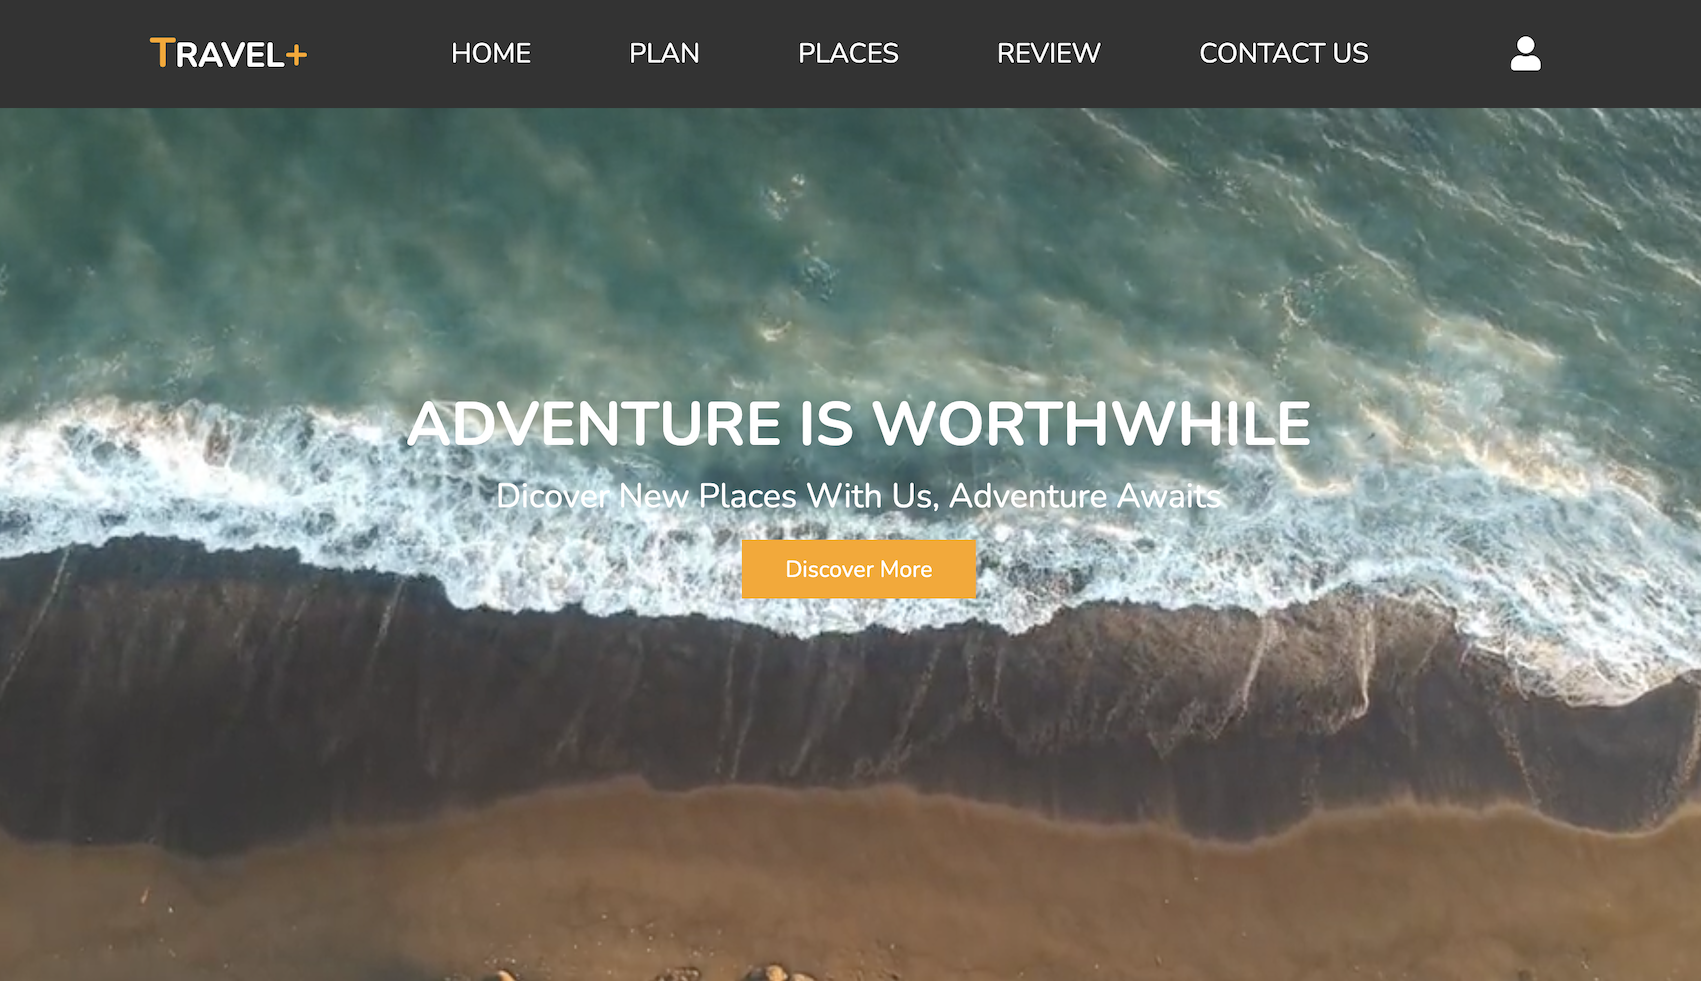 TRAVEL+ HOME PLAN PLACES REVIEW CONTACT US
ADVENTURE IS WORTHWHILE
Dicover New Places With Us, Adventure Awaits
Discover More